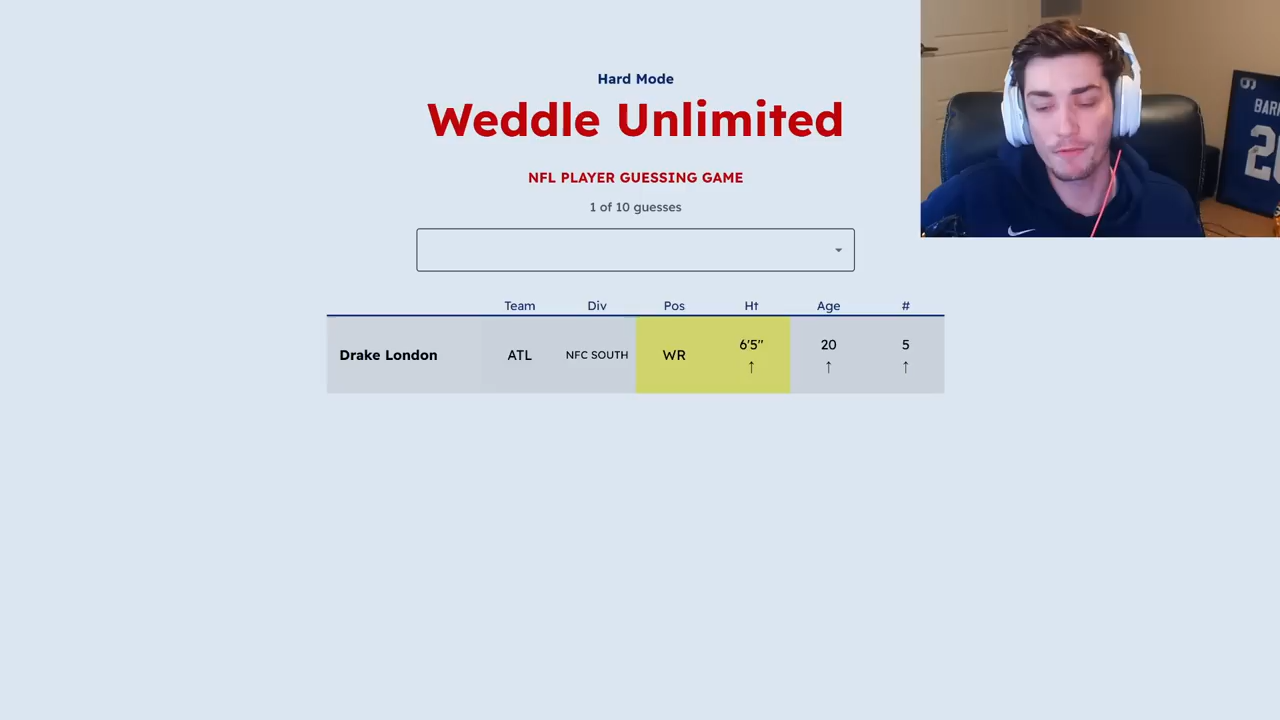 Hard Mode
Weddle Unlimited
NFL PLAYER GUESSING GAME
1 of 10 guesses
Team Div Pos Ht Age #
Drake London ATL NFC SOUTH WR 6'5" 20 5
↑ ↑ ↑
BAR